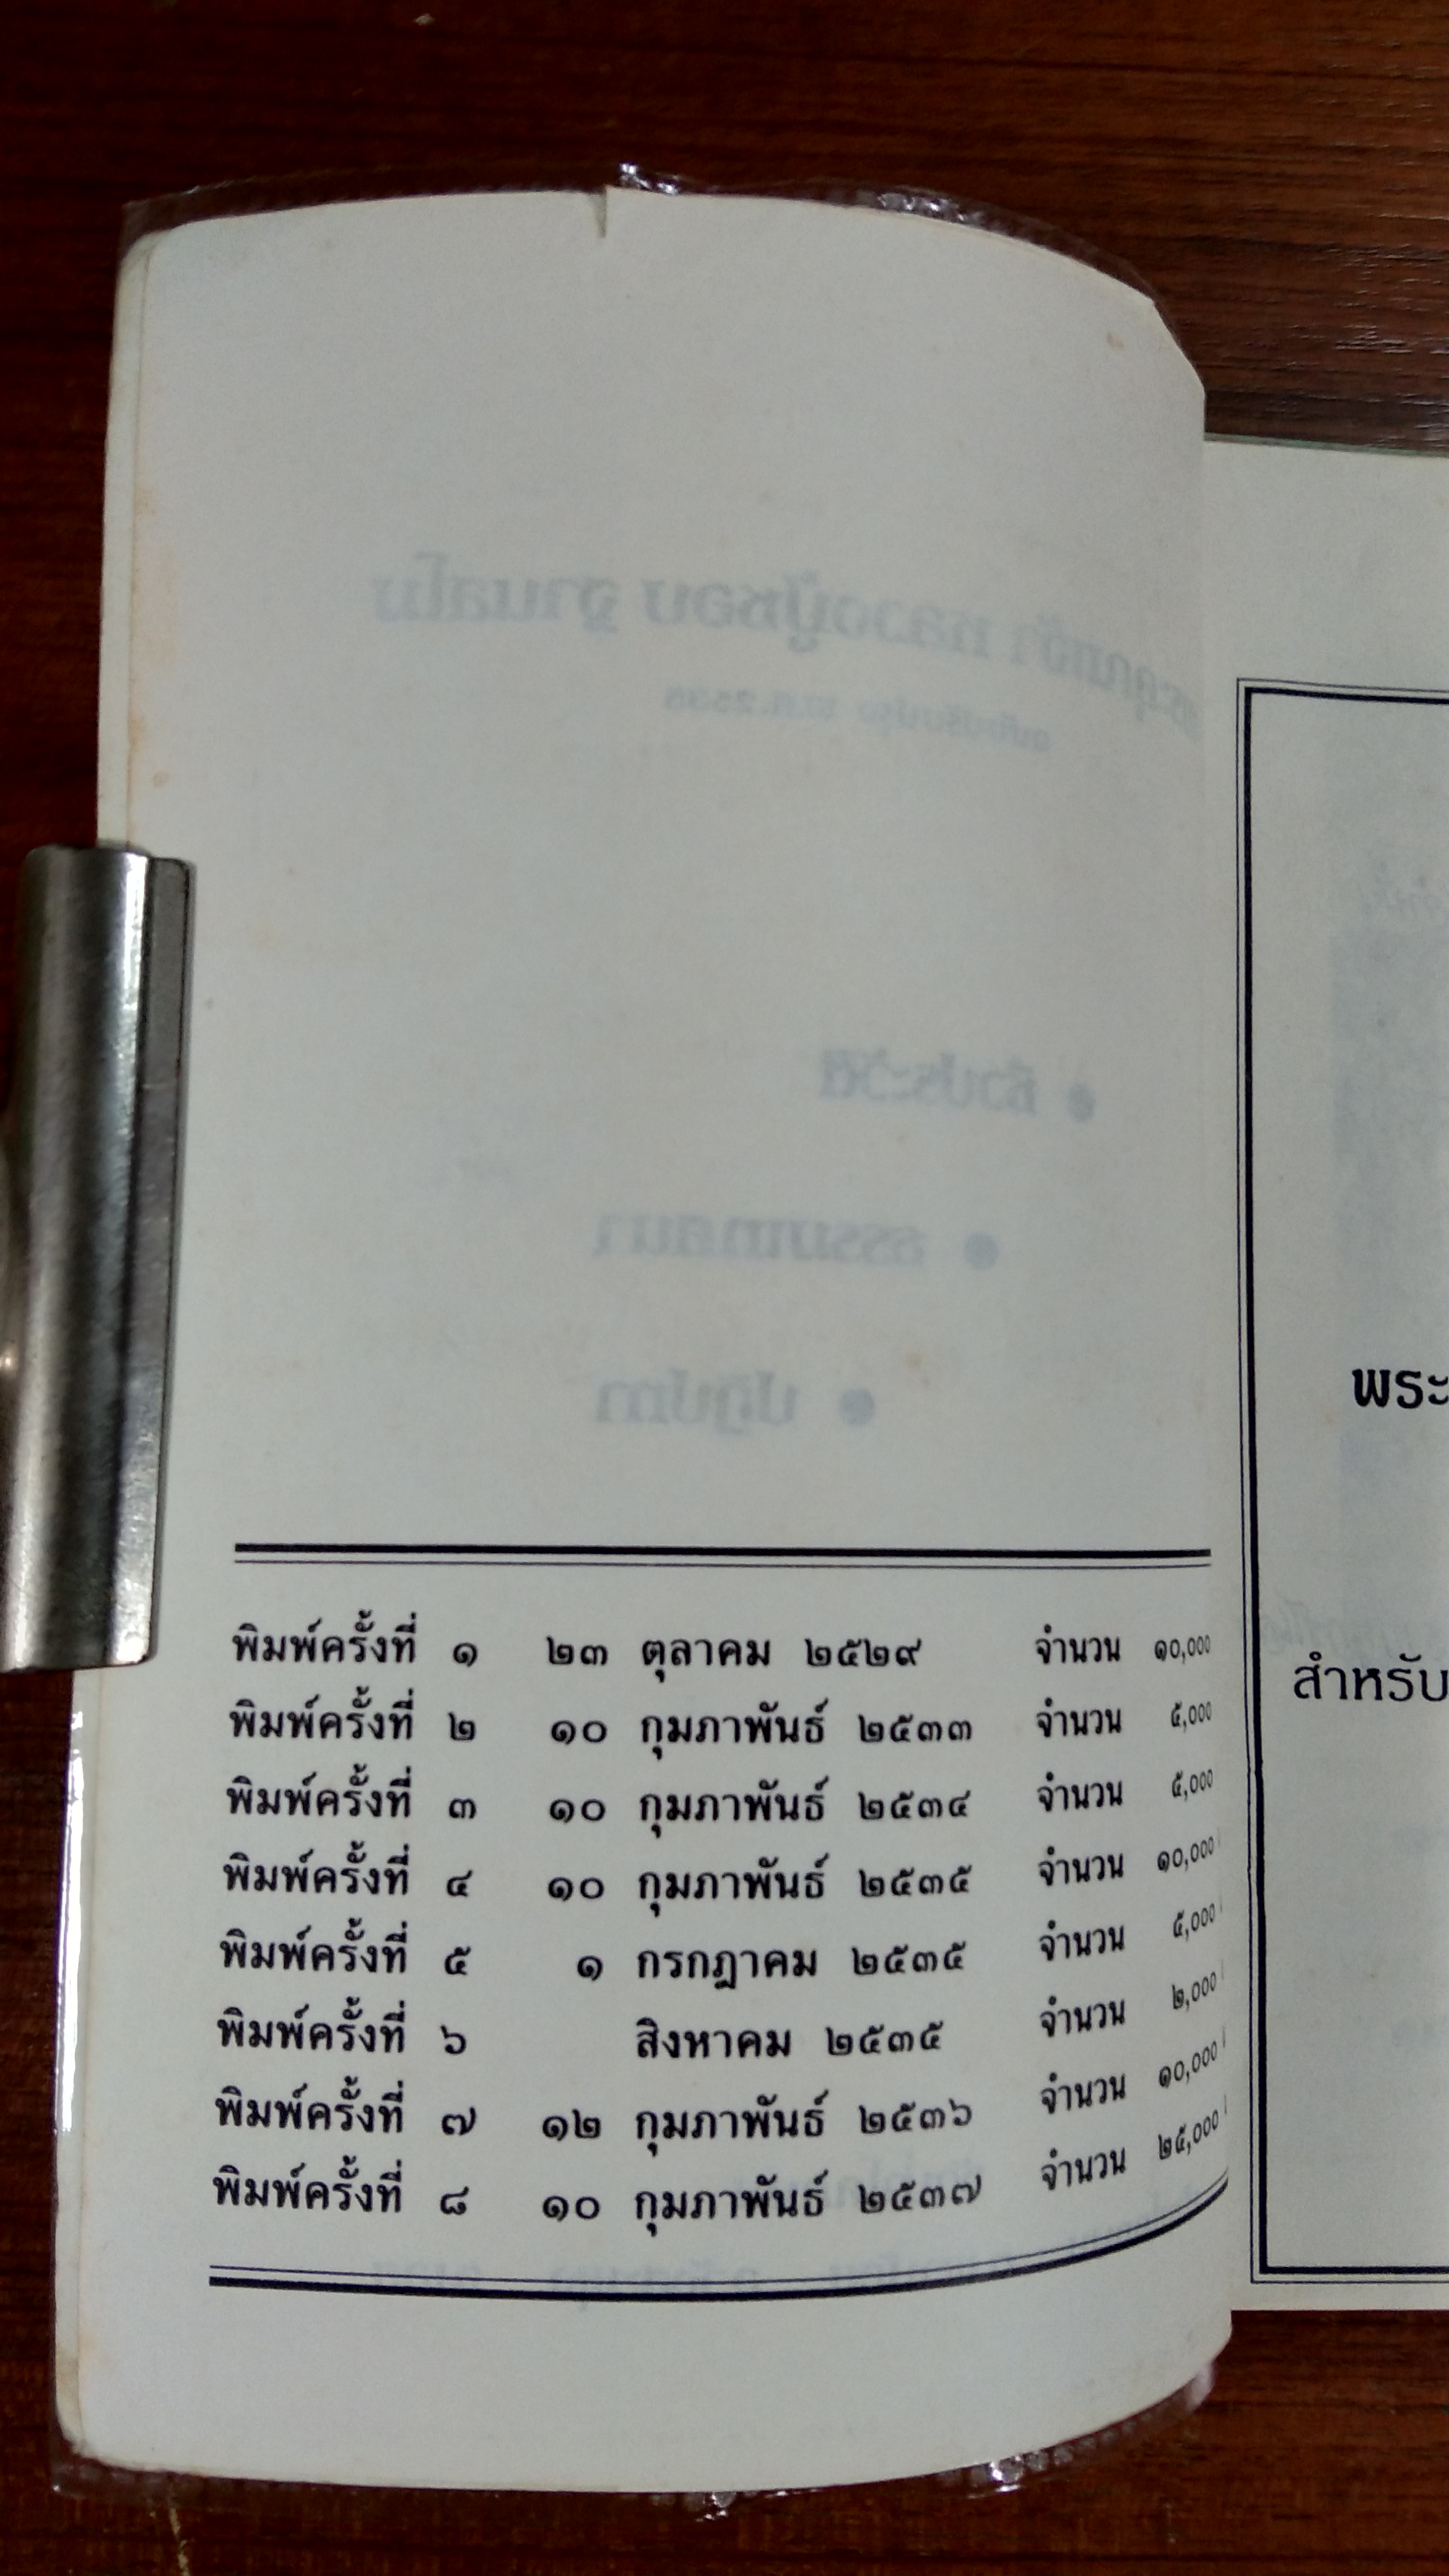 พิมพ์ครั้งที่ ๑ ๒๓ ตุลาคม ๒๕๒๙ จำนวน ๑๐,๐๐๐
พิมพ์ครั้งที่ ๒ ๑๐ กุมภาพันธ์ ๒๕๓๓ จำนวน ๕,๐๐๐
พิมพ์ครั้งที่ ๓ ๑๐ กุมภาพันธ์ ๒๕๓๔ จำนวน ๕,๐๐๐
พิมพ์ครั้งที่ ๔ ๑๐ กุมภาพันธ์ ๒๕๓๕ จำนวน ๑๐,๐๐๐
พิมพ์ครั้งที่ ๕ ๑ กรกฎาคม ๒๕๓๕ จำนวน ๕,๐๐๐
พิมพ์ครั้งที่ ๖ สิงหาคม ๒๕๓๕ จำนวน ๒,๐๐๐
พิมพ์ครั้งที่ ๗ ๑๒ กุมภาพันธ์ ๒๕๓๖ จำนวน ๑๐,๐๐๐
พิมพ์ครั้งที่ ๘ ๑๐ กุมภาพันธ์ ๒๕๓๗ จำนวน ๒๕,๐๐๐
พระ
สำหรับ